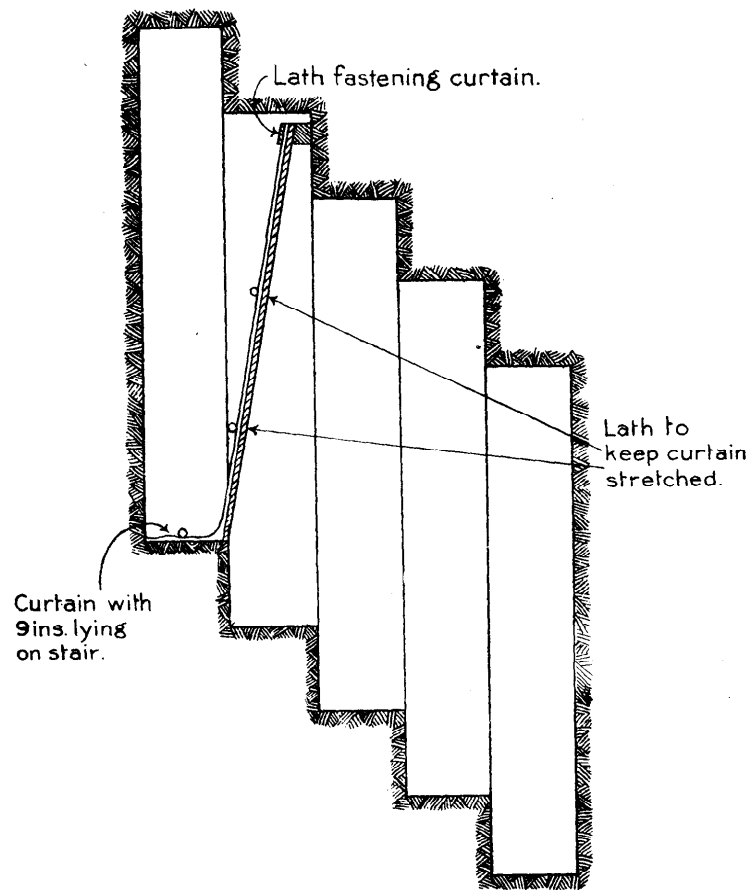 Lath fastening curtain.
Lath to
keep curtain
stretched.
Curtain with
9ins. lying
on stair.